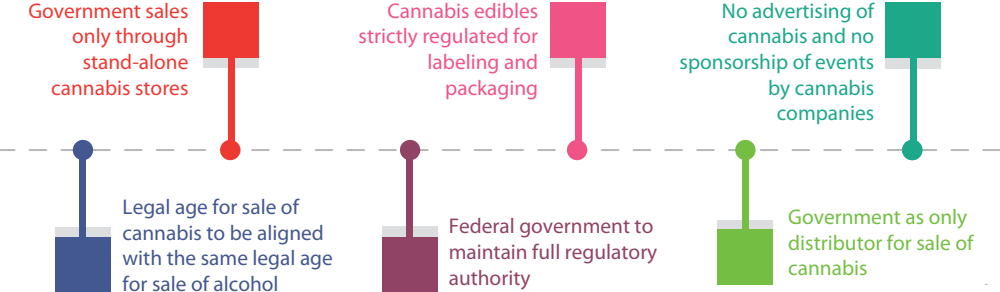 Government sales
only through
stand-alone
cannabis stores
Cannabis edibles
strictly regulated for
labeling and
packaging
No advertising of
cannabis and no
sponsorship of events
by cannabis
companies
Legal age for sale of
cannabis to be aligned
with the same legal age
for sale of alcohol
Federal government to
maintain full regulatory
authority
Government as only
distributor for sale of
cannabis